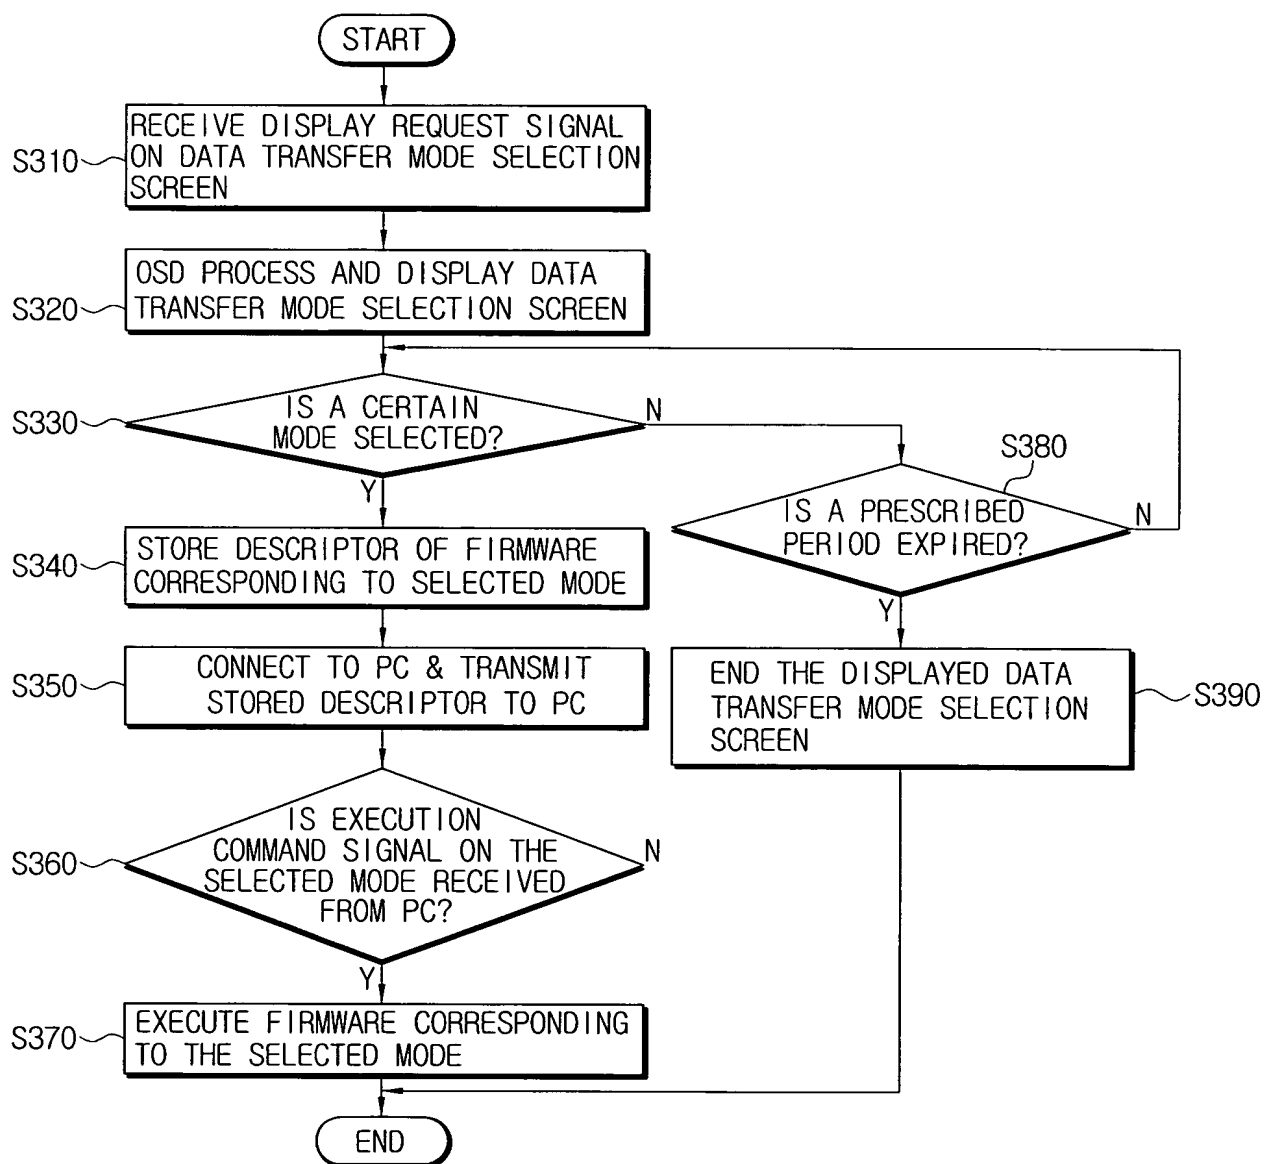 START
S310
RECEIVE DISPLAY REQUEST SIGNAL
ON DATA TRANSFER MODE SELECTION
SCREEN
S320
OSD PROCESS AND DISPLAY DATA
TRANSFER MODE SELECTION SCREEN
S330
IS A CERTAIN
MODE SELECTED?
N
Y
S380
IS A PRESCRIBED
PERIOD EXPIRED?
N
Y
S340
STORE DESCRIPTOR OF FIRMWARE
CORRESPONDING TO SELECTED MODE
S350
CONNECT TO PC & TRANSMIT
STORED DESCRIPTOR TO PC
END THE DISPLAYED DATA
TRANSFER MODE SELECTION
SCREEN
S390
S360
IS EXECUTION
COMMAND SIGNAL ON THE
SELECTED MODE RECEIVED
FROM PC?
N
Y
S370
EXECUTE FIRMWARE CORRESPONDING
TO THE SELECTED MODE
END